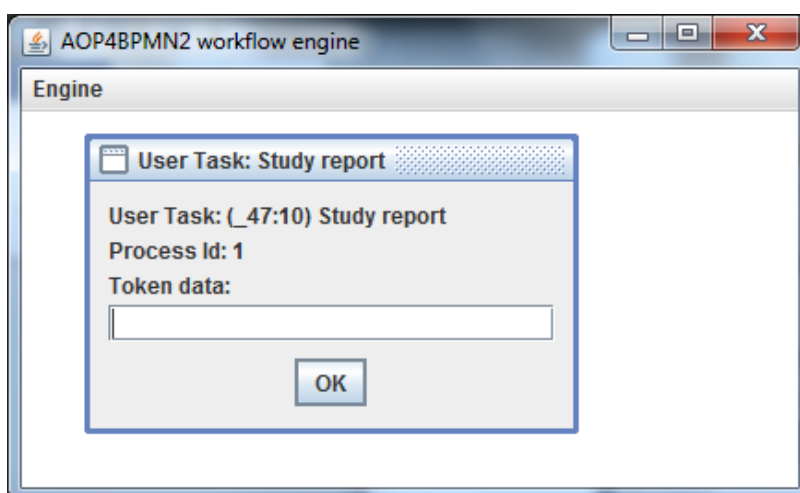 AOP4BPMN2 workflow engine
Engine
User Task: Study report
User Task: (_47:10) Study report
Process Id: 1
Token data:
OK